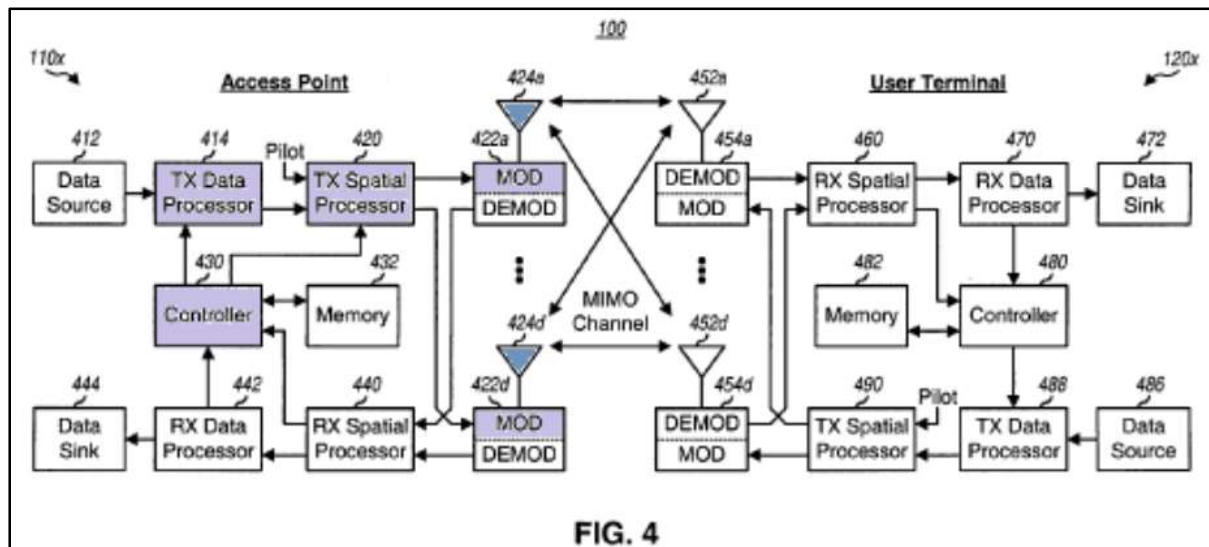 100
110x
120x
Access Point
424a
452a
User Terminal
412
414
420
422a
454a
460
470
472
Pilot
Data
Source
TX Data
Processor
TX Spatial
Processor
MOD
DEMOD
DEMOD
MOD
RX Spatial
Processor
RX Data
Processor
Data
Sink
430
432
482
480
Controller
Memory
MIMO
Channel
Memory
Controller
424d
452d
444
442
440
422d
454d
490
Pilot
488
486
Data
Sink
RX Data
Processor
RX Spatial
Processor
MOD
DEMOD
DEMOD
MOD
TX Spatial
Processor
TX Data
Processor
Data
Source
FIG. 4